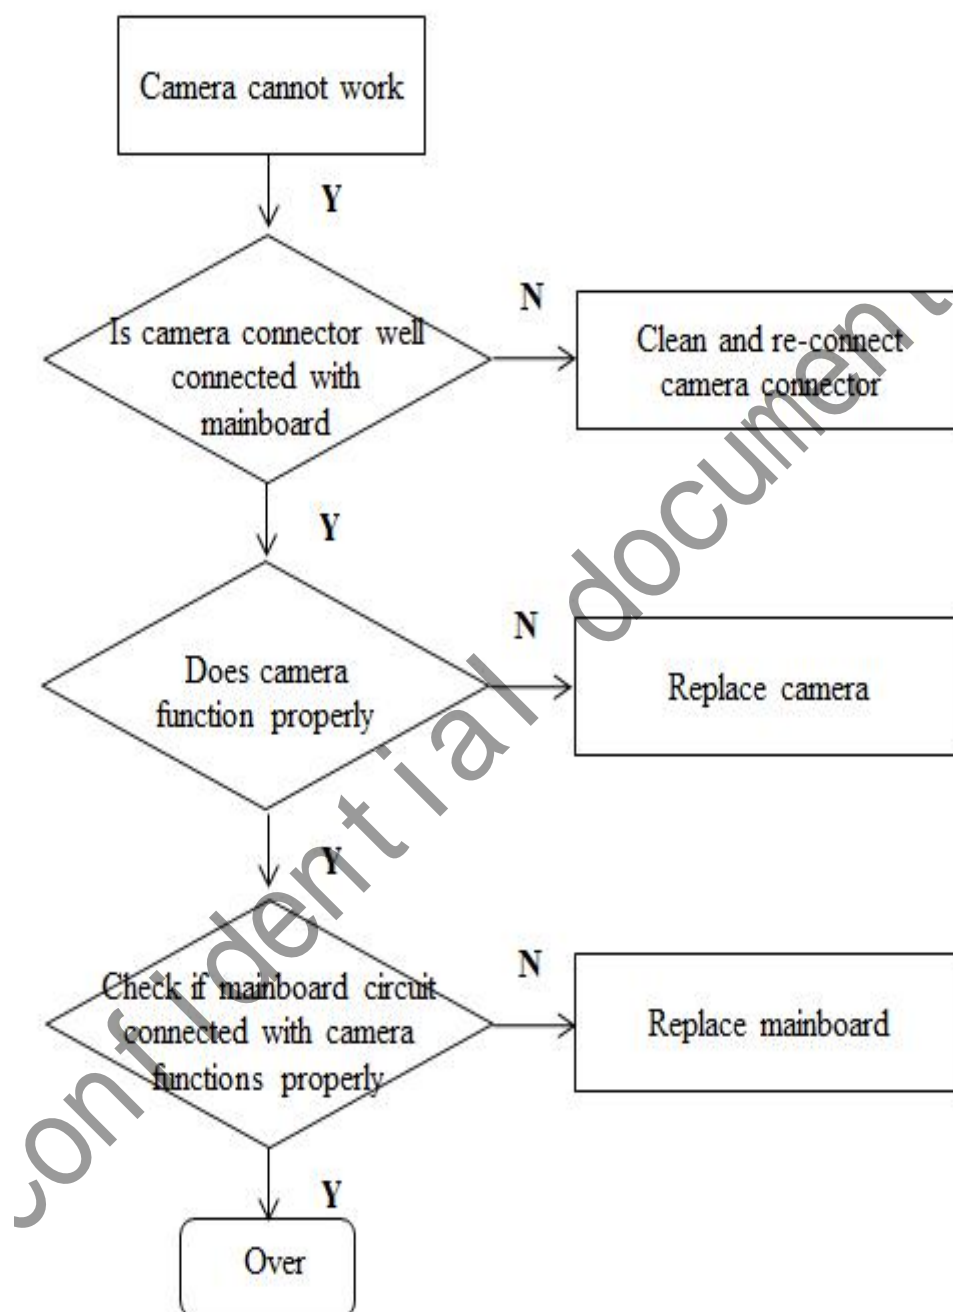 Camera cannot work
Y
Is camera connector well
connected with
mainboard
N
Clean and re-connect
camera connector
Y
Does camera
function properly
N
Replace camera
Y
Check if mainboard circuit
connected with camera
functions properly
N
Replace mainboard
Y
Over
confidential document